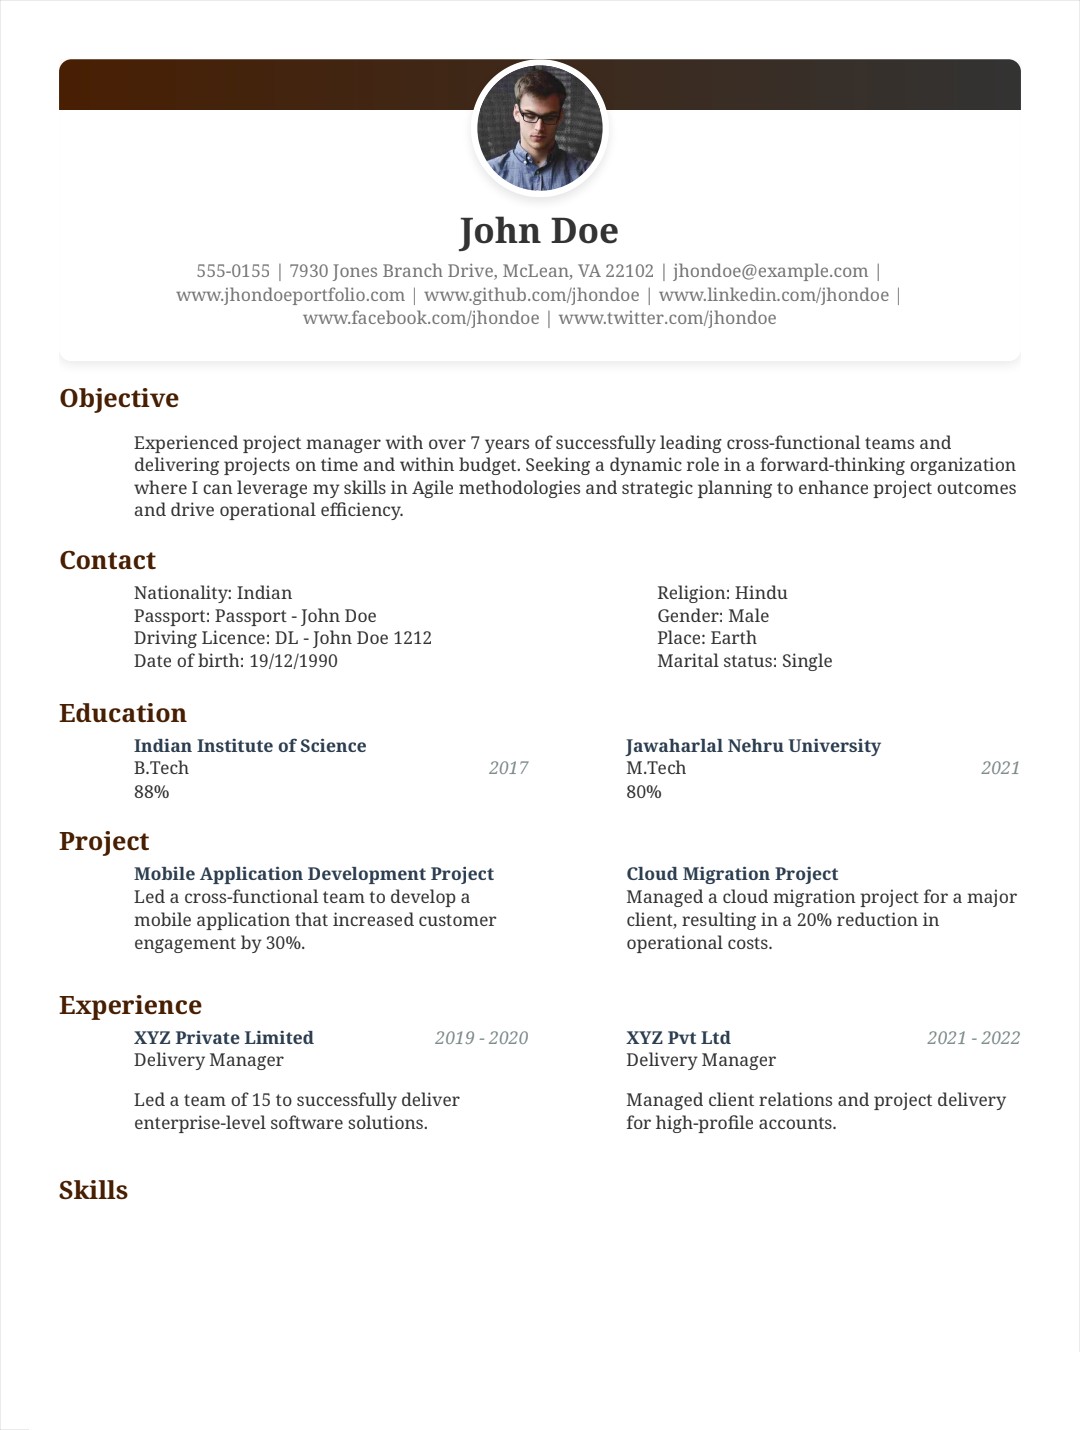 John Doe
555-0155 | 7930 Jones Branch Drive, McLean, VA 22102 | jhondoe@example.com |
www.jhondoeportfolio.com | www.github.com/jhondoe | www.linkedin.com/jhondoe |
www.facebook.com/jhondoe | www.twitter.com/jhondoe
Objective
Experienced project manager with over 7 years of successfully leading cross-functional teams and
delivering projects on time and within budget. Seeking a dynamic role in a forward-thinking organization
where I can leverage my skills in Agile methodologies and strategic planning to enhance project outcomes
and drive operational efficiency.
Contact
Nationality: Indian
Passport: Passport - John Doe
Driving Licence: DL - John Doe 1212
Date of birth: 19/12/1990
Religion: Hindu
Gender: Male
Place: Earth
Marital status: Single
Education
Indian Institute of Science
B.Tech 2017
88%
Jawaharlal Nehru University
M.Tech 2021
80%
Project
Mobile Application Development Project
Led a cross-functional team to develop a
mobile application that increased customer
engagement by 30%.
Cloud Migration Project
Managed a cloud migration project for a major
client, resulting in a 20% reduction in
operational costs.
Experience
XYZ Private Limited 2019 - 2020
Delivery Manager
Led a team of 15 to successfully deliver
enterprise-level software solutions.
XYZ Pvt Ltd 2021 - 2022
Delivery Manager
Managed client relations and project delivery
for high-profile accounts.
Skills